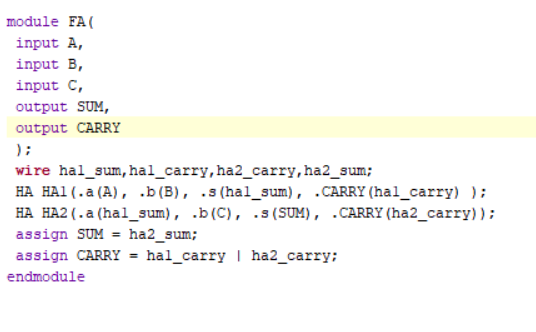 module FA(
input A,
input B,
input C,
output SUM,
output CARRY
);
wire ha1_sum,ha1_carry,ha2_carry,ha2_sum;
HA HA1(.a(A), .b(B), .s(ha1_sum), .CARRY(ha1_carry) );
HA HA2(.a(ha1_sum), .b(C), .s(SUM), .CARRY(ha2_carry));
assign SUM = ha2_sum;
assign CARRY = ha1_carry | ha2_carry;
endmodule